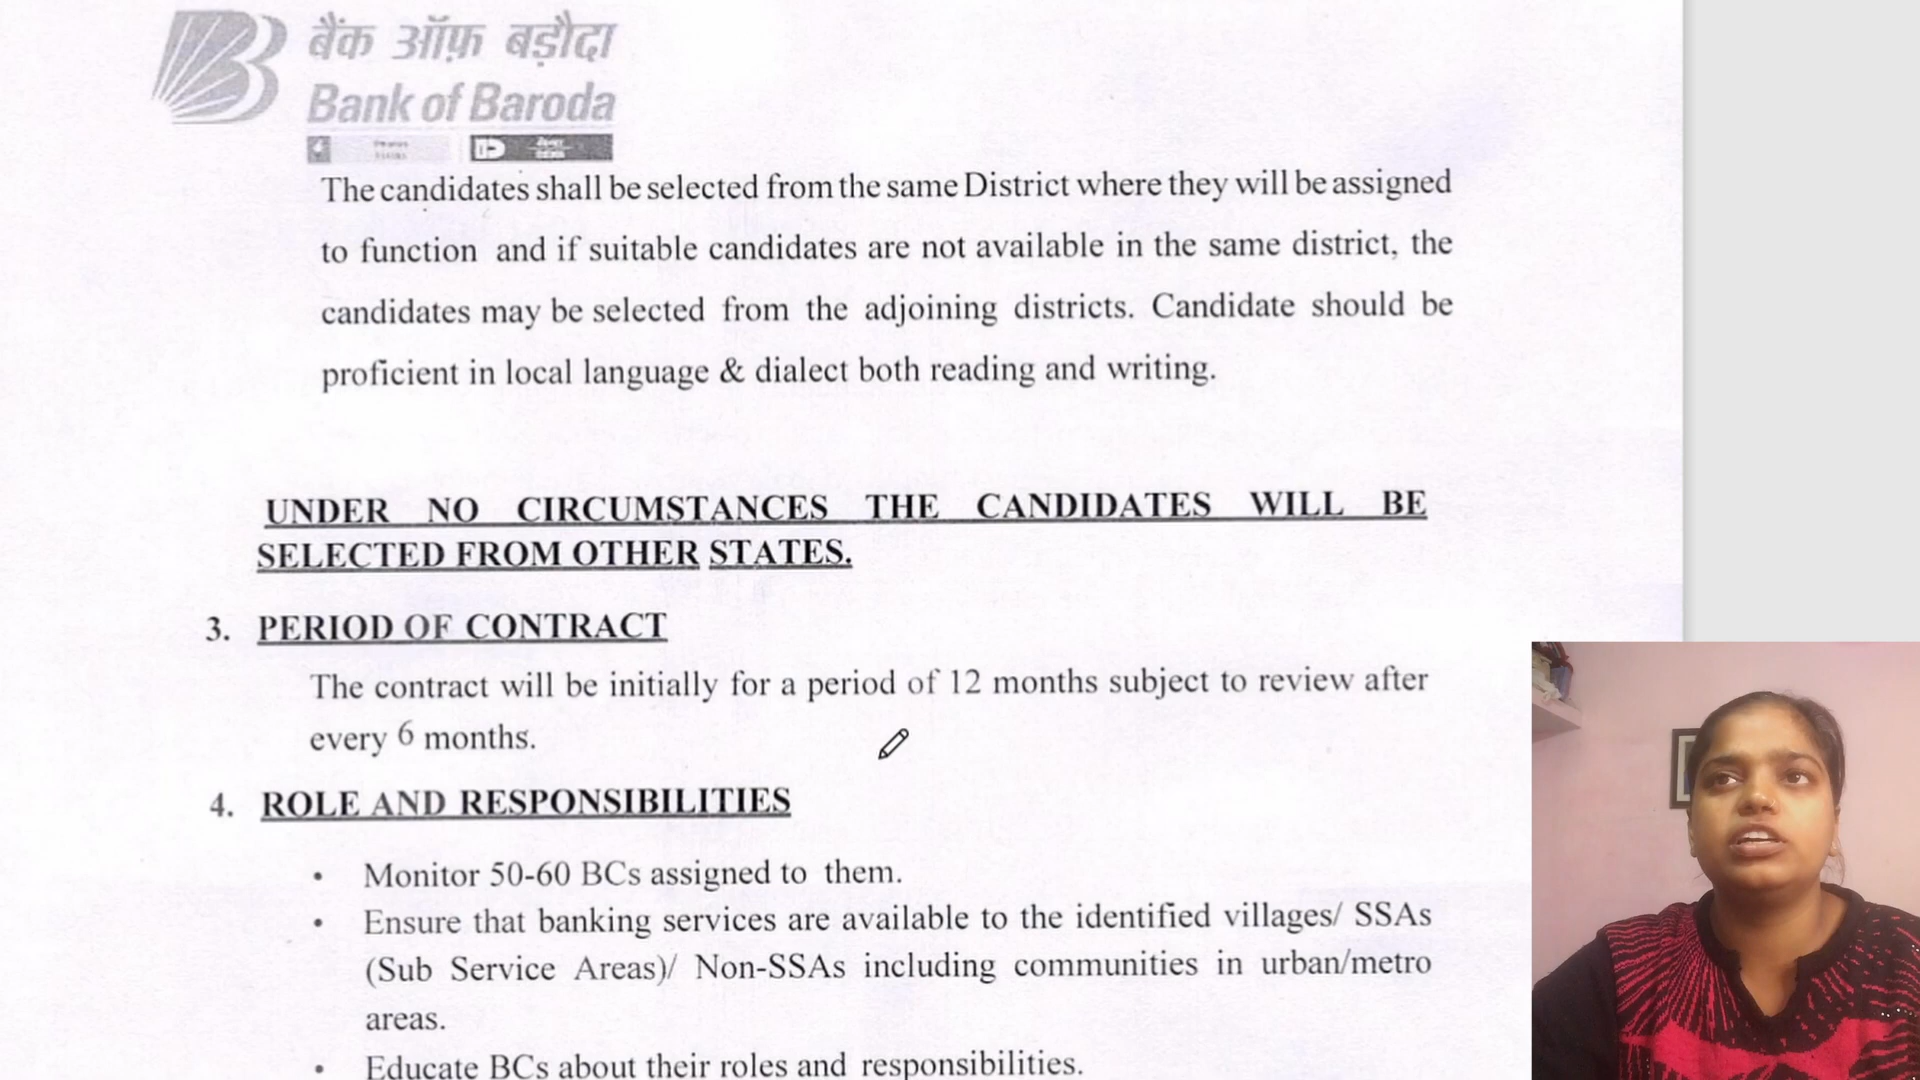 बैंक ऑफ़ बड़ौदा
Bank of Baroda
The candidates shall be selected from the same District where they will be assigned
to function and if suitable candidates are not available in the same district, the
candidates may be selected from the adjoining districts. Candidate should be
proficient in local language & dialect both reading and writing.
UNDER NO CIRCUMSTANCES THE CANDIDATES WILL BE
SELECTED FROM OTHER STATES.
3. PERIOD OF CONTRACT
The contract will be initially for a period of 12 months subject to review after
every 6 months.
4. ROLE AND RESPONSIBILITIES
• Monitor 50-60 BCs assigned to them.
• Ensure that banking services are available to the identified villages/ SSAs
(Sub Service Areas)/ Non-SSAs including communities in urban/metro
areas.
• Educate BCs about their roles and responsibilities.